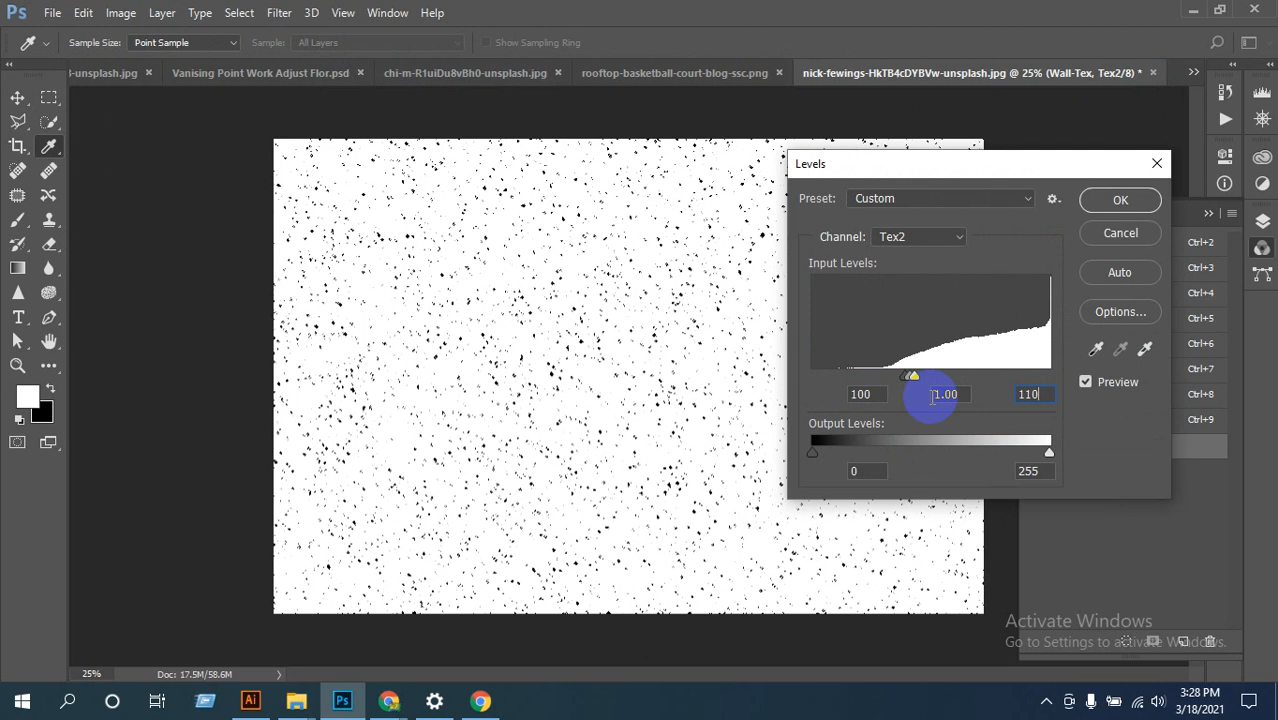 Ps File Edit Image Layer Type Select Filter 3D View Window Help
Sample Size: Point Sample Sample: All Layers Show Sampling Ring
l-unsplash.jpg × Vanising Point Work Adjust Flor.psd × chi-m-R1uiDu8vBh0-unsplash.jpg × rooftop-basketball-court-blog-ssc.png × nick-fewings-HkTB4cDYBVw-unsplash.jpg @ 25% (Wall-Tex, Tex2/8) * ×
Levels
Preset: Custom OK
Channel: Tex2 Cancel
Input Levels:
Auto
Options...
Preview
100 1.00 110
Output Levels:
0 255
Ctrl+2
Ctrl+3
Ctrl+4
Ctrl+5
Ctrl+6
Ctrl+7
Ctrl+8
Ctrl+9
Activate Windows
Go to Settings to activate Windows.
25% Doc: 17.5M/58.6M
Ai Ps 3:28 PM
3/18/2021